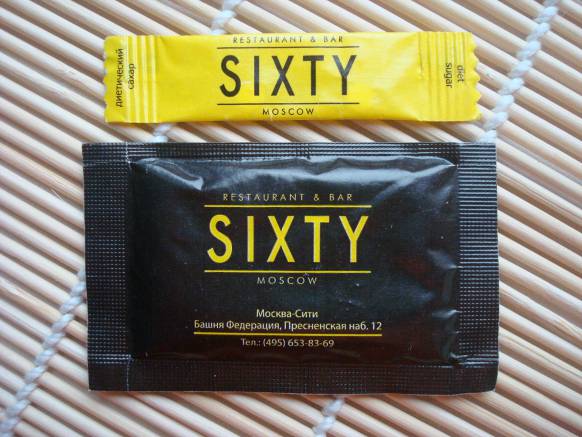 RESTAURANT & BAR
SIXTY
MOSCOW
диетический
сахар
diet
sugar
RESTAURANT & BAR
SIXTY
MOSCOW
Москва-Сити
Башня Федерация, Пресненская наб. 12
Тел.: (495) 653-83-69